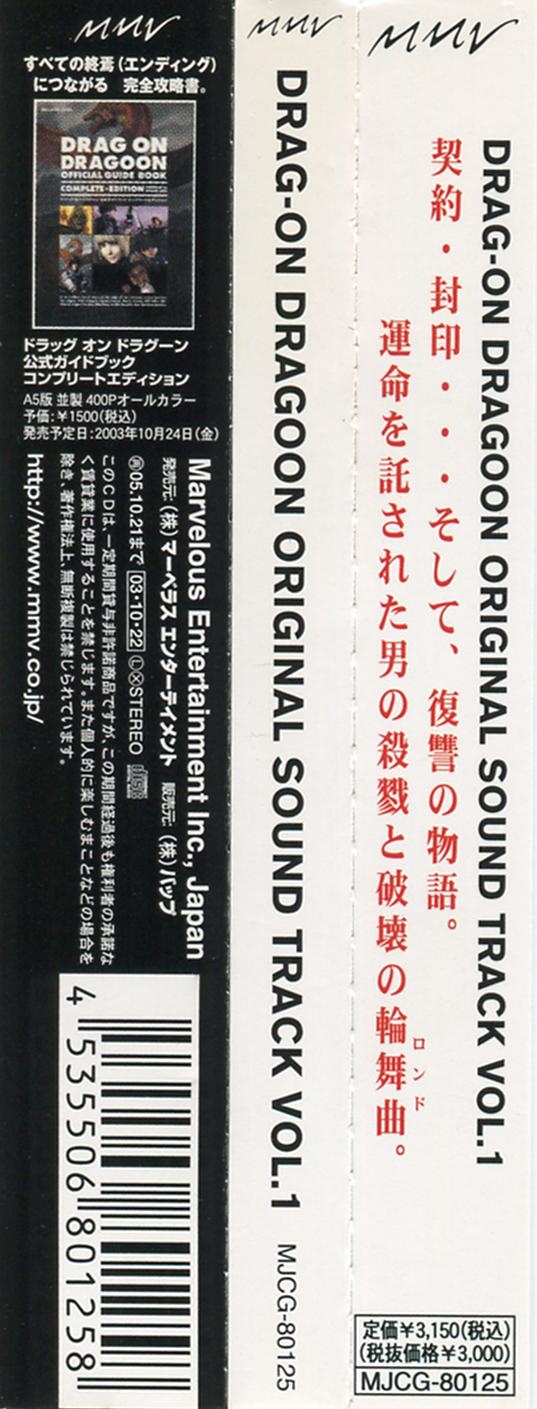 MMV
すべての終焉(エンディング)
につながる 完全攻略書。
DRAG ON
DRAGOON
OFFICIAL GUIDE BOOK
COMPLETE-EDITION
ドラッグ オン ドラグーン
公式ガイドブック
コンプリートエディション
A5版 並製 400Pオールカラー
予価:¥1500(税込)
発売予定日:2003年10月24日(金)
Marvelous Entertainment Inc., Japan
発売元:(株)マーベラス エンターテイメント 販売元:(株)バップ
05.10.21まで 03・10・22 Ⓛ STEREO
このCDは、一定期間貸与非許諾商品ですが、この期間経過後も権利者の承諾な
く賃貸業に使用することを禁じます。また個人的に楽しむまことなどの場合を
除き、著作権法上、無断複製は禁じられています。
http://www.mmv.co.jp/
4 535506 801258
MMV
DRAG-ON DRAGOON ORIGINAL SOUND TRACK VOL.1
MJCG-80125
MMV
DRAG-ON DRAGOON ORIGINAL SOUND TRACK VOL.1
契約・封印・・・そして、復讐の物語。
運命を託された男の殺戮と破壊の輪舞曲。
ロンド
定価¥3,150(税込)
(税抜価格¥3,000)
MJCG-80125